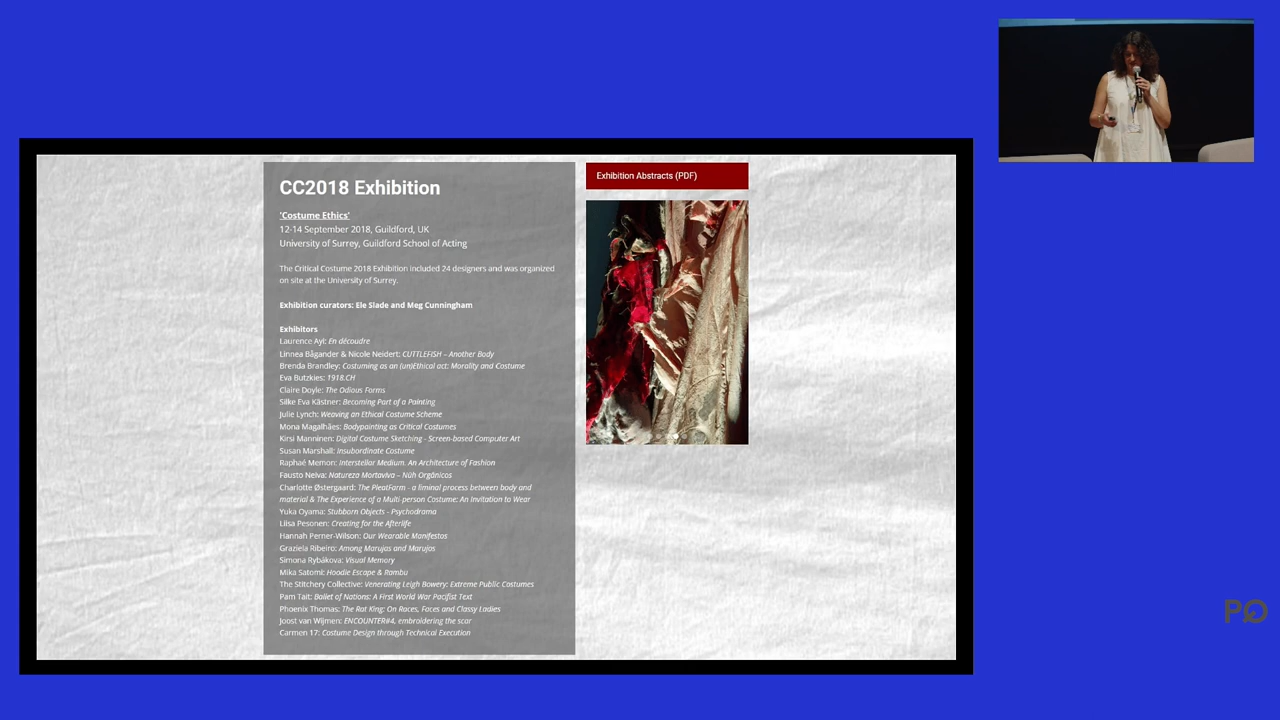 CC2018 Exhibition
'Costume Ethics'
12-14 September 2018, Guildford, UK
University of Surrey, Guildford School of Acting
The Critical Costume 2018 Exhibition included 24 designers and was organized
on site at the University of Surrey.
Exhibition curators: Ele Slade and Meg Cunningham
Exhibitors
Laurence Ayi: En découdre
Linnea Bågander & Nicole Neidert: CUTTLEFISH – Another Body
Brenda Brandley: Costuming as an (un)Ethical act: Morality and Costume
Eva Butzkies: 1918.CH
Claire Doyle: The Odious Forms
Silke Eva Kästner: Becoming Part of a Painting
Julie Lynch: Weaving an Ethical Costume Scheme
Mona Magalhães: Bodypainting as Critical Costumes
Kirsi Manninen: Digital Costume Sketching - Screen-based Computer Art
Susan Marshall: Insubordinate Costume
Raphaé Memon: Interstellar Medium. An Architecture of Fashion
Fausto Neiva: Natureza Mortaviva – Nüh Orgânicos
Charlotte Østergaard: The PleatFarm - a liminal process between body and
material & The Experience of a Multi-person Costume: An Invitation to Wear
Yuka Oyama: Stubborn Objects - Psychodrama
Liisa Pesonen: Creating for the Afterlife
Hannah Perner-Wilson: Our Wearable Manifestos
Graziela Ribeiro: Among Marujas and Marujos
Simona Rybáková: Visual Memory
Mika Satomi: Hoodie Escape & Rambu
The Stitchery Collective: Venerating Leigh Bowery: Extreme Public Costumes
Pam Tait: Ballet of Nations: A First World War Pacifist Text
Phoenix Thomas: The Rat King: On Races, Faces and Classy Ladies
Joost van Wijmen: ENCOUNTER#4, embroidering the scar
Carmen 17: Costume Design through Technical Execution
Exhibition Abstracts (PDF)
PQ